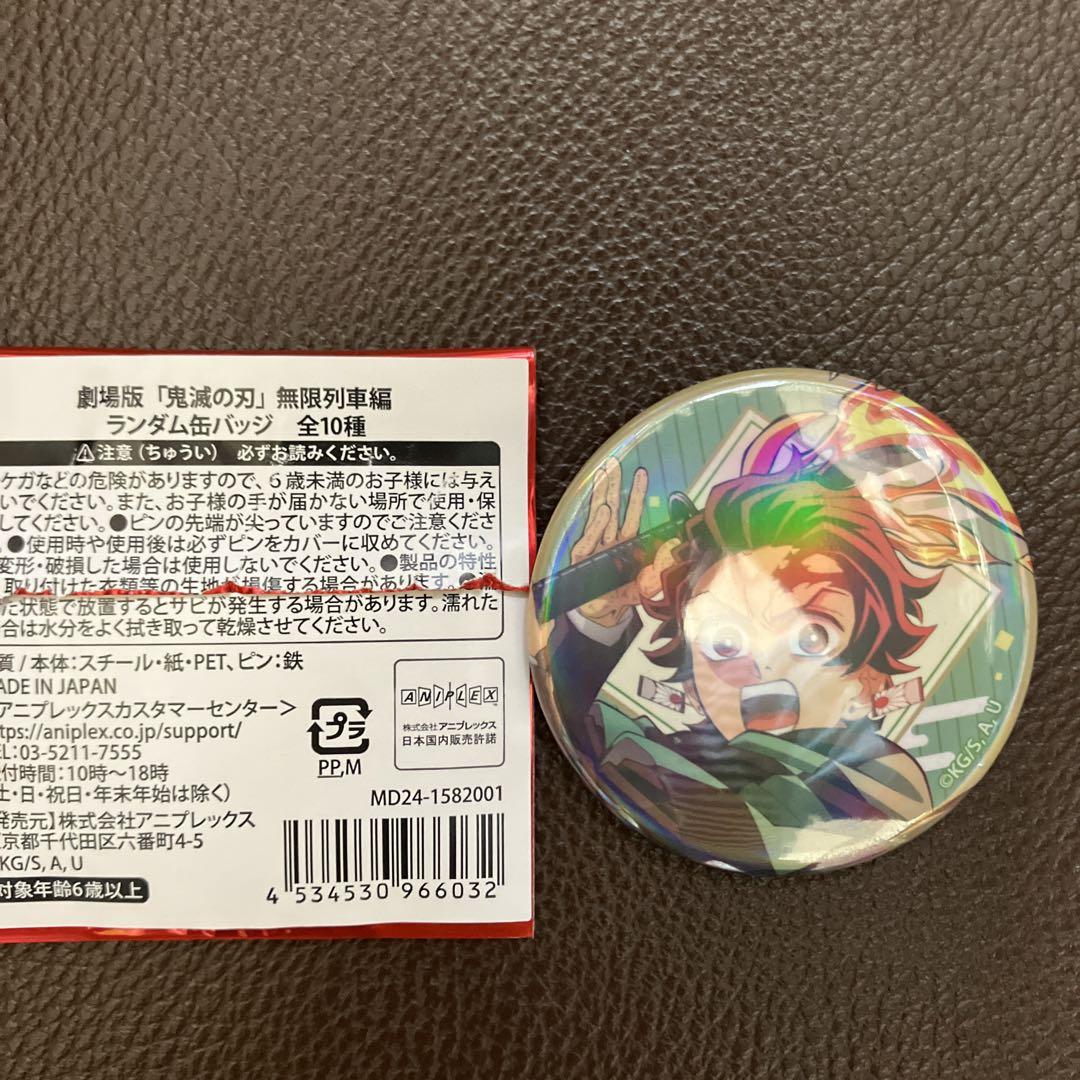 劇場版「鬼滅の刃」無限列車編
ランダム缶バッジ 全10種
注意(ちゅうい) 必ずお読みください。
ケガなどの危険がありますので、6歳未満のお子様には与え
いでください。また、お子様の手が届かない場所で使用・保
してください。●ピンの先端が尖っていますのでご注意くださ
。●使用時や使用後は必ずピンをカバーに収めてください。
変形・破損した場合は使用しないでください。●製品の特性
取り付けた衣類等の生地が損傷する場合があります。
た状態で放置するとサビが発生する場合があります。濡れた
合は水分をよく拭き取って乾燥させてください。
質/本体:スチール・紙・PET、ピン:鉄
ADE IN JAPAN
アニプレックスカスタマーセンター>
ttps://aniplex.co.jp/support/
EL:03-5211-7555
付時間:10時〜18時
土・日・祝日・年末年始は除く)
発売元】株式会社アニプレックス
京都千代田区六番町4-5
KG/S, A, U
対象年齢6歳以上
プラ
PP,M
ANIPLEX
株式会社アニプレックス
日本国内販売許諾
MD24-1582001
4 534530 966032
©KG/S, A, U